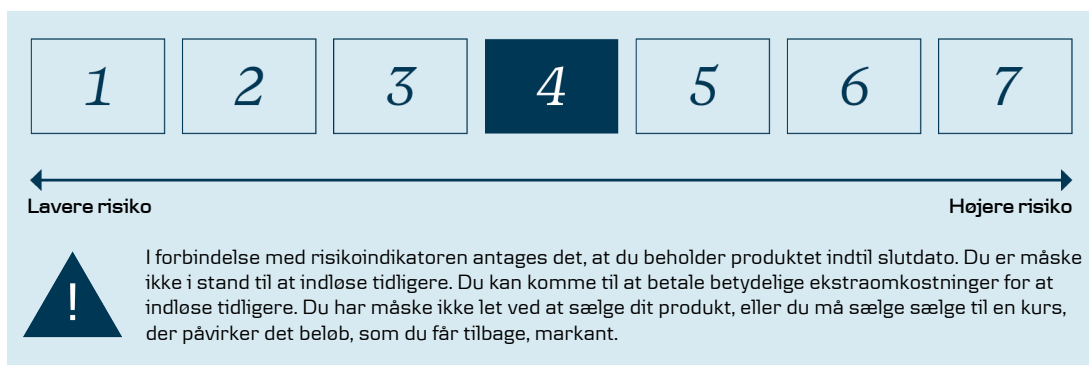 1 2 3 4 5 6 7
Lavere risiko Højere risiko
I forbindelse med risikoindikatoren antages det, at du beholder produktet indtil slutdato. Du er måske
ikke i stand til at indløse tidligere. Du kan komme til at betale betydelige ekstraomkostninger for at
indløse tidligere. Du har måske ikke let ved at sælge dit produkt, eller du må sælge sælge til en kurs,
der påvirker det beløb, som du får tilbage, markant.
!